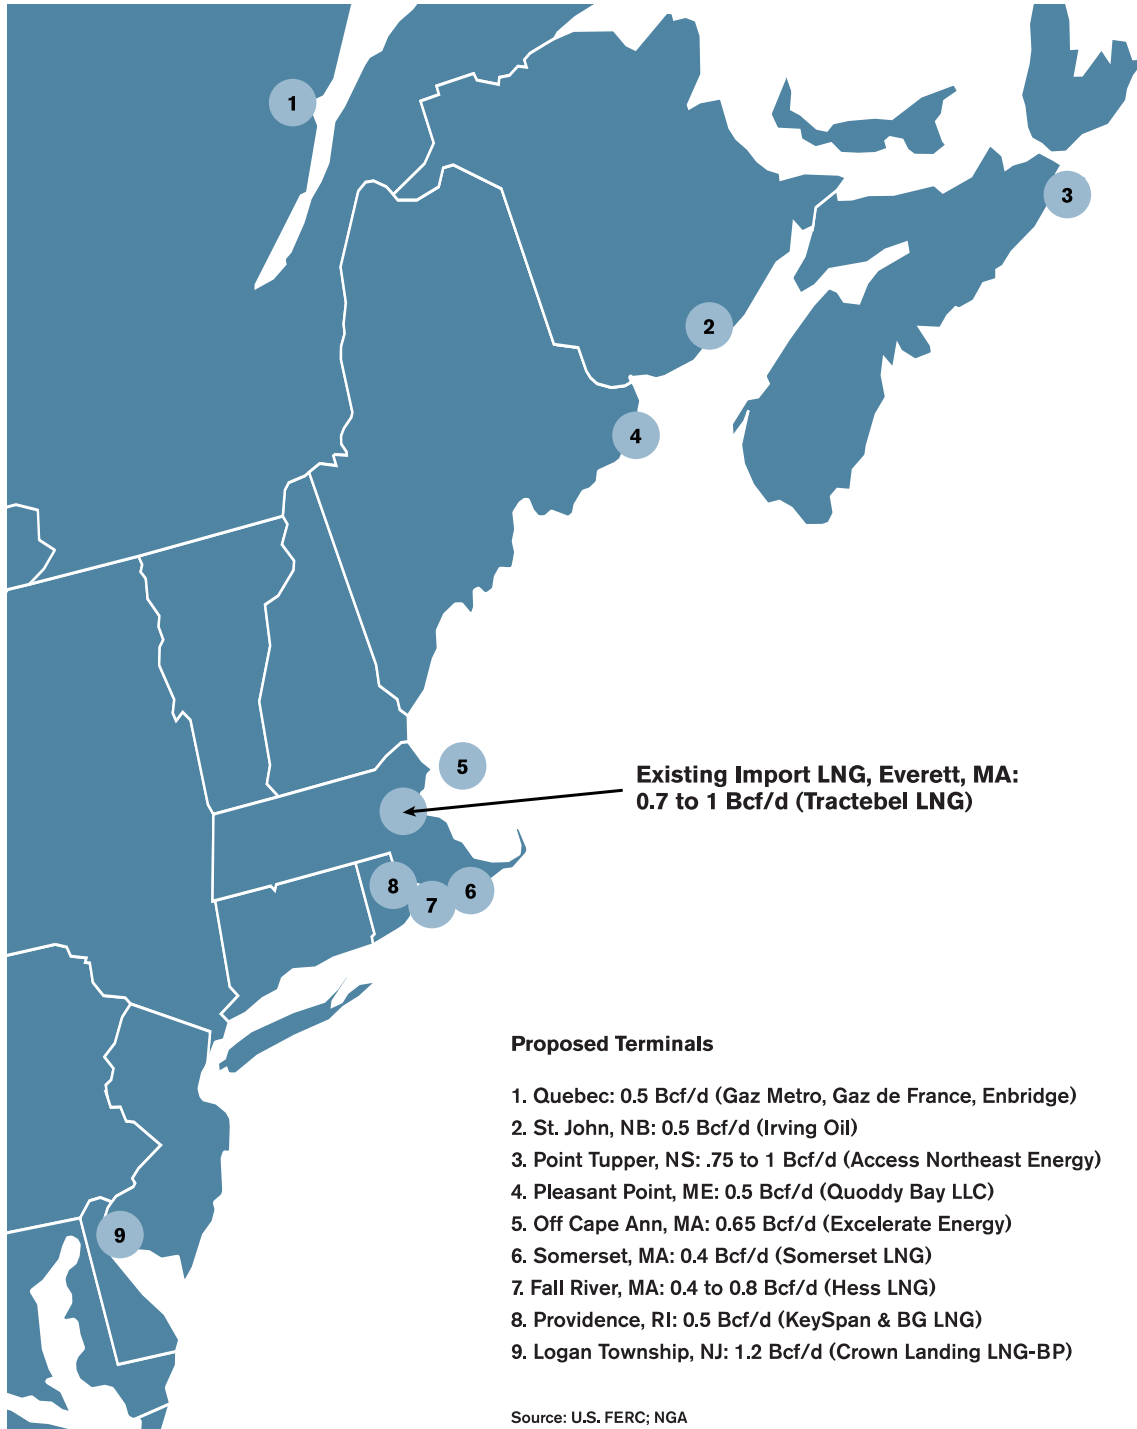 1
3
2
4
5
Existing Import LNG, Everett, MA:
0.7 to 1 Bcf/d (Tractebel LNG)
8
6
7
9
Proposed Terminals
1. Quebec: 0.5 Bcf/d (Gaz Metro, Gaz de France, Enbridge)
2. St. John, NB: 0.5 Bcf/d (Irving Oil)
3. Point Tupper, NS: .75 to 1 Bcf/d (Access Northeast Energy)
4. Pleasant Point, ME: 0.5 Bcf/d (Quoddy Bay LLC)
5. Off Cape Ann, MA: 0.65 Bcf/d (Excelerate Energy)
6. Somerset, MA: 0.4 Bcf/d (Somerset LNG)
7. Fall River, MA: 0.4 to 0.8 Bcf/d (Hess LNG)
8. Providence, RI: 0.5 Bcf/d (KeySpan & BG LNG)
9. Logan Township, NJ: 1.2 Bcf/d (Crown Landing LNG-BP)
Source: U.S. FERC; NGA